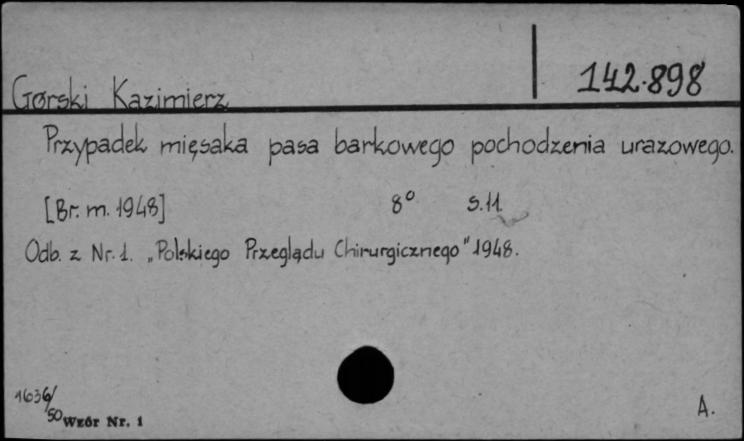 142.898
Gorski Kazimierz
Przypadek mięsaka pasa barkowego pochodzenia urazowego.
[Br. m. 1948] 8° s. 11.
Odb. z Nr. 1. „Polskiego Przeglądu Chirurgicznego" 1948.
1636/50 Wzór Nr. 1
A.